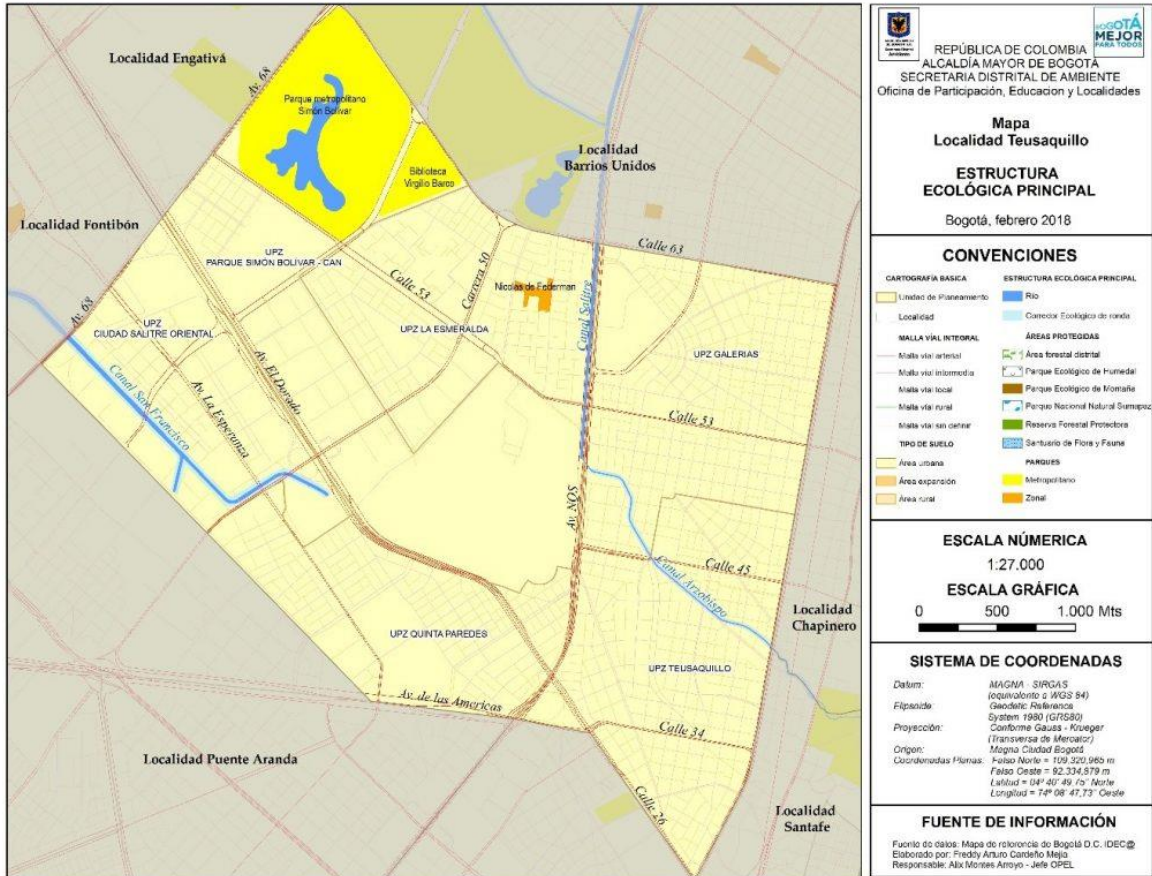 Localidad Engativá
Av. 68
Parque metropolitano
Simón Bolivar
Biblioteca
Virgilio Barco
Localidad
Barrios Unidos
Localidad Fontibón
UPZ
PARQUE SIMÓN BOLIVAR - CAN
Calle 53
Carrera 50
Nicolas de Federman
Canal Salitre
Calle 63
Av. 68
UPZ
CIUDAD SALITRE ORIENTAL
UPZ LA ESMERALDA
UPZ GALERIAS
Av. El Dorado
Canal San Francisco
Av. La Esperanza
Calle 53
Av. NQS
Calle 45
Canal Arzobispo
Localidad
Chapinero
UPZ QUINTA PAREDES
UPZ TEUSAQUILLO
Av. de las Americas
Calle 34
Localidad Puente Aranda
Calle 26
Localidad
Santafe
BOGOTÁ
MEJOR
PARA TODOS
REPÚBLICA DE COLOMBIA
ALCALDÍA MAYOR DE BOGOTÁ
SECRETARIA DISTRITAL DE AMBIENTE
Oficina de Participación, Educacion y Localidades
Mapa
Localidad Teusaquillo
ESTRUCTURA
ECOLÓGICA PRINCIPAL
Bogotá, febrero 2018
CONVENCIONES
CARTOGRAFÍA BASICA
Unidad de Planeamiento
Localidad
MALLA VÍAL INTEGRAL
Malla vial arterial
Malla vial intermedia
Malla vial local
Malla vial rural
Malla vial sin definir
TIPO DE SUELO
Área urbana
Área expansión
Área rural
ESTRUCTURA ECOLÓGICA PRINCIPAL
Río
Corredor Ecológico de ronda
ÁREAS PROTEGIDAS
Área forestal distrital
Parque Ecológico de Humedal
Parque Ecológico de Montaña
Parque Nacional Natural Sumapaz
Reserva Forestal Protectora
Santuario de Flora y Fauna
PARQUES
Metropolitano
Zonal
ESCALA NÚMERICA
1:27.000
ESCALA GRÁFICA
0 500 1.000 Mts
SISTEMA DE COORDENADAS
Datum: MAGNA - SIRGAS
(equivalente a WGS 84)
Elipsoide: Geodetic Reference
System 1980 (GRS80)
Proyección: Conforme Gauss - Krueger
(Transversa de Mercator)
Origen: Magna Ciudad Bogotá
Coordenadas Planas: Falso Norte = 109.320,965 m
Falso Oeste = 92.334,879 m
Latitud = 04º 40' 49,75" Norte
Longitud = 74º 08' 47,73" Oeste
FUENTE DE INFORMACIÓN
Fuente de datos: Mapa de referencia de Bogotá D.C. IDEC@
Elaborado por: Freddy Arturo Cardeño Mejia
Responsable: Alix Montes Arroyo - Jefe OPEL